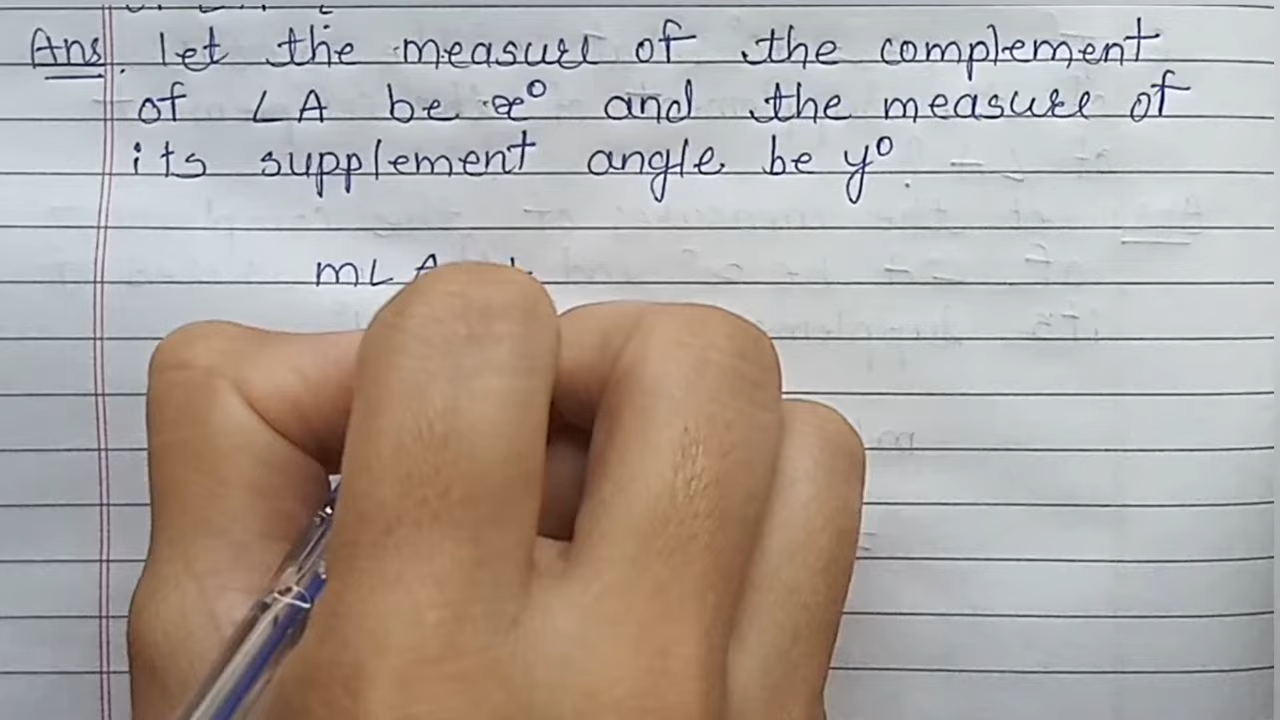 Ans. let the measure of the complement
of ∠A be x° and the measure of
its supplement angle be y°.
m∠A